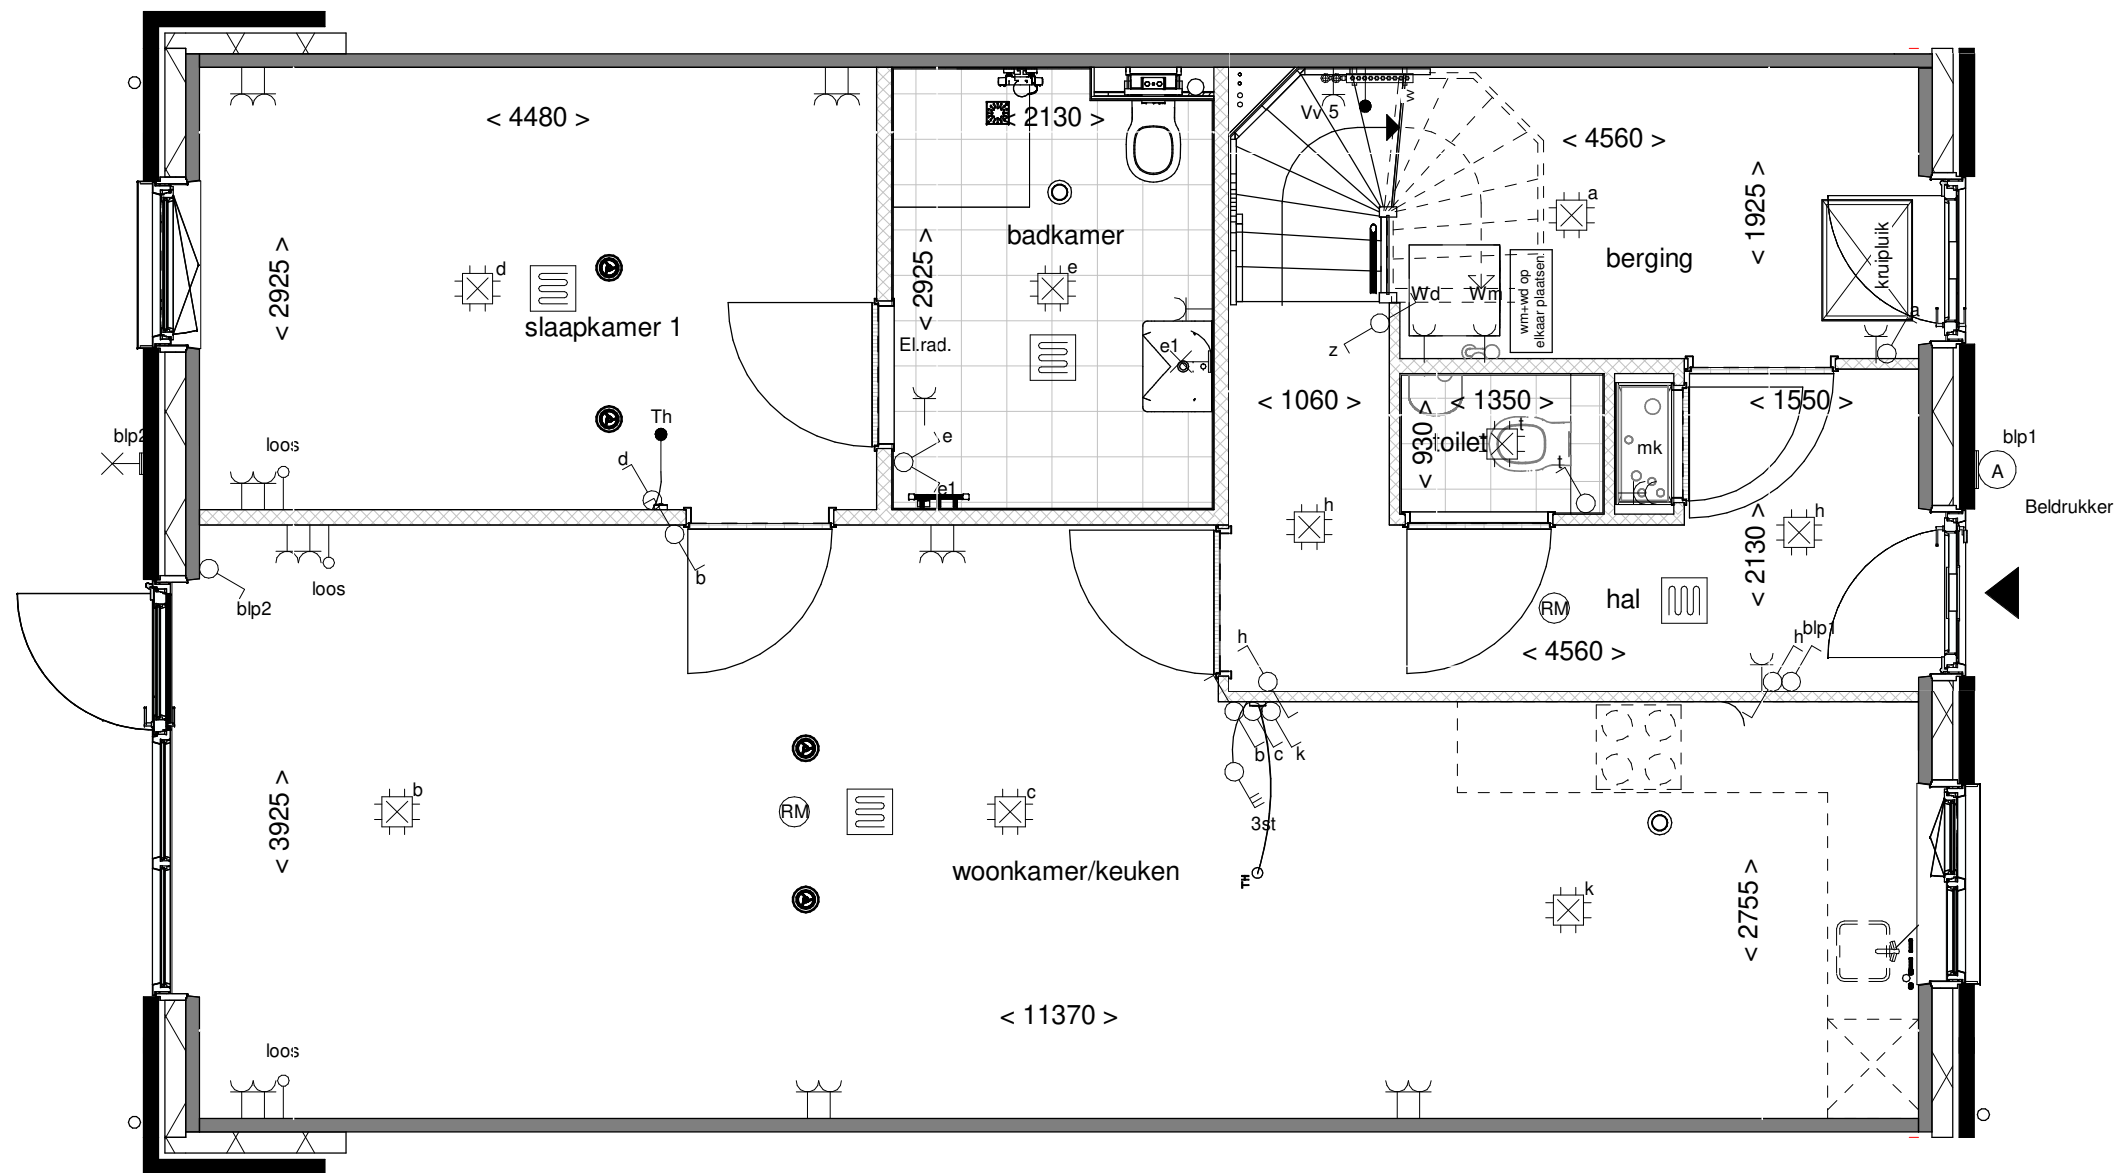 < 4480 >
< 2130 >
Vv 5
w
< 4560 >
< 1925 >
a
badkamer
berging
kruipluik
< 2925 >
d
slaapkamer 1
< 2925 >
e
El.rad.
e1
Wd
Wm
wm+wd op
elkaar plaatsen.
z
a
< 1060 >
< 1350 >
< 1550 >
< 930 >
toilet
t
t
mk
blp2
loos
Th
d
e
e1
blp1
A
Beldrukker
h
h
< 2130 >
loos
blp2
b
hal
RM
< 4560 >
h
h
blp1
b
c
k
b
RM
c
3st
TH
< 3925 >
woonkamer/keuken
k
< 2755 >
< 11370 >
loos